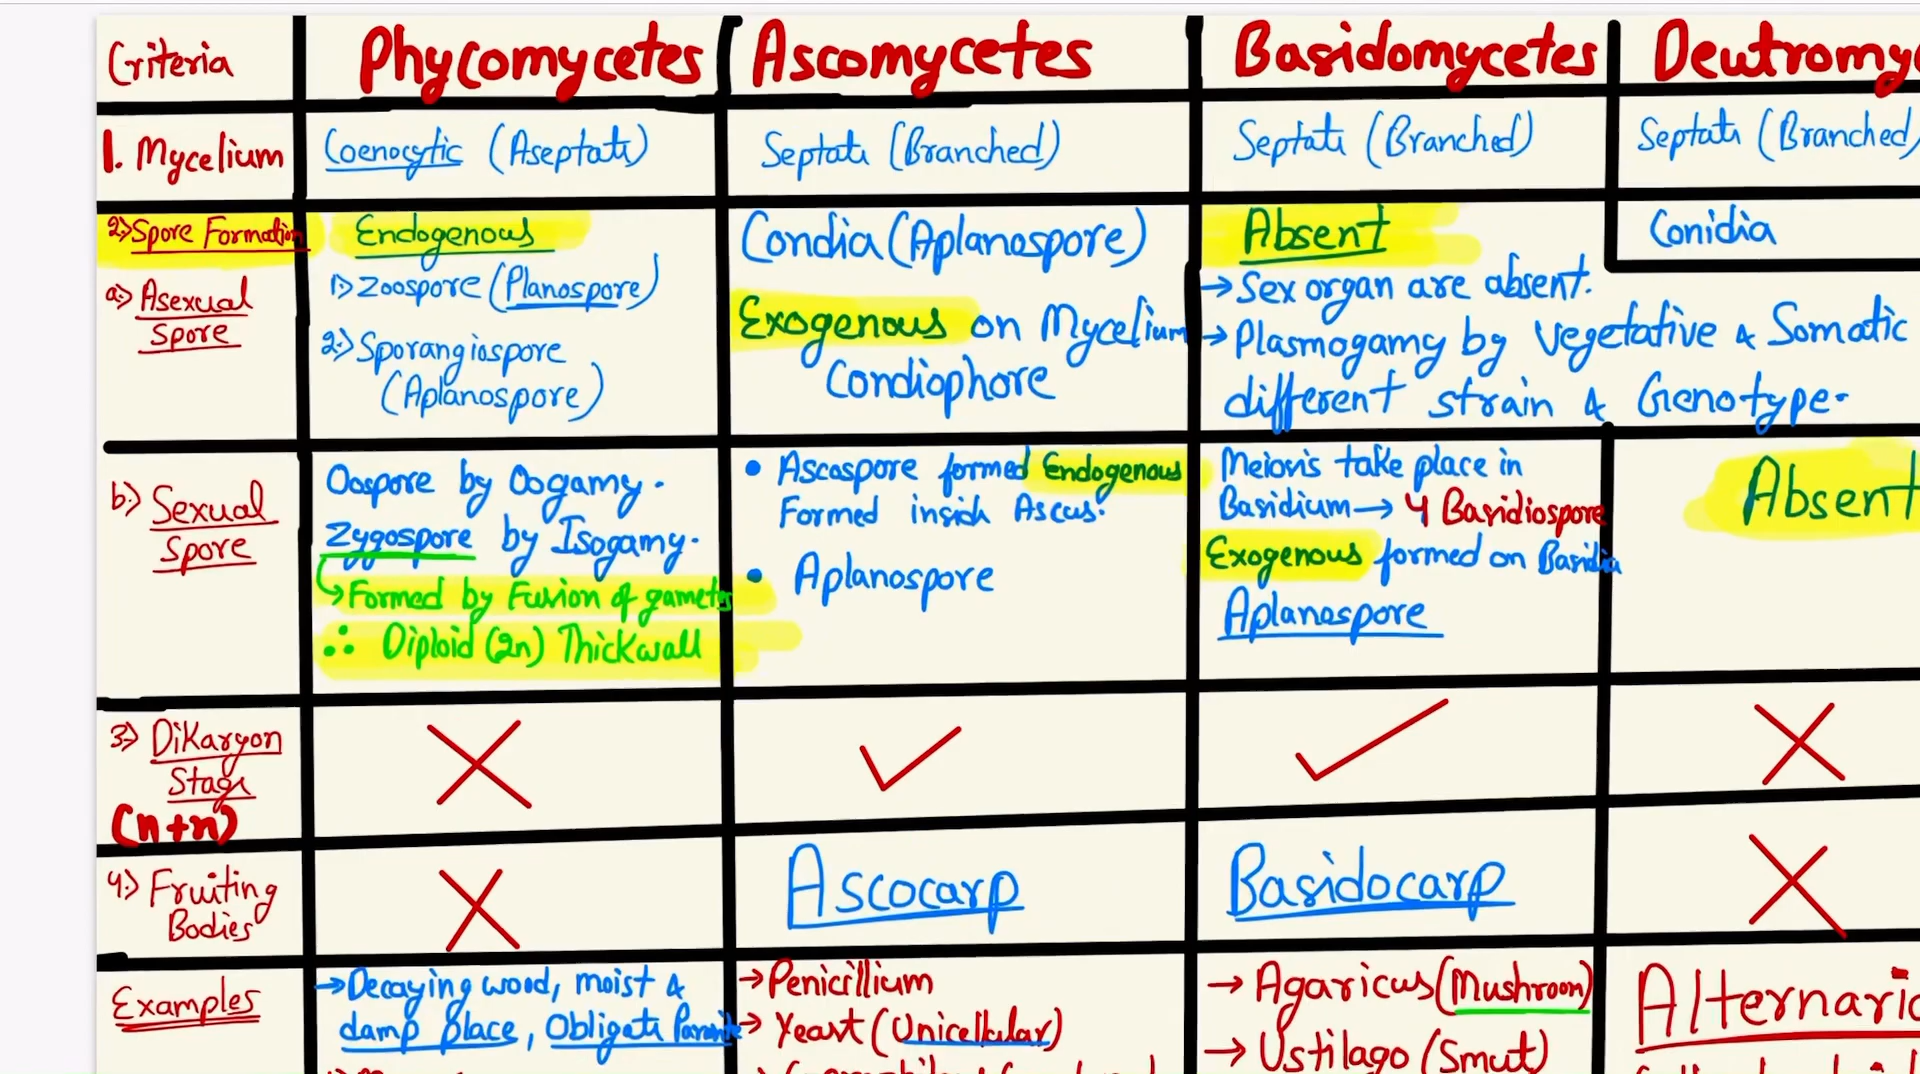 Criteria
Phycomycetes
Ascomycetes
Basidomycetes
Deutromyc
1. Mycelium
Coenocytic (Aseptate)
Septate (Branched)
Septate (Branched)
Septate (Branched)
2> Spore Formation
a> Asexual
Spore
Endogenous
1> Zoospore (Planospore)
2> Sporangiospore
(Aplanospore)
Condia (Aplanospore)
Exogenous on Mycelium
Condiophore
Absent
→ Sex organ are absent.
→ Plasmogamy by Vegetative & Somatic
different strain & Genotype.
Conidia
b> Sexual
Spore
Oospore by Oogamy.
Zygospore by Isogamy.
↳ Formed by Fusion of gametes
∴ Diploid (2n) Thickwall
• Ascospore formed Endogenous
Formed inside Ascus.
• Aplanospore
Meiosis take place in
Basidium → 4 Basidiospore
Exogenous formed on Basidia
Aplanospore
Absent
3> Dikaryon
Stage
(n+n)
4> Fruiting
Bodies
Ascocarp
Basidocarp
Examples
→ Decaying wood, moist &
damp place, Obligate Parasite
→ Penicillium
→ Yeast (Unicellular)
→ Agaricus (Mushroom)
→ Ustilago (Smut)
Alternaria